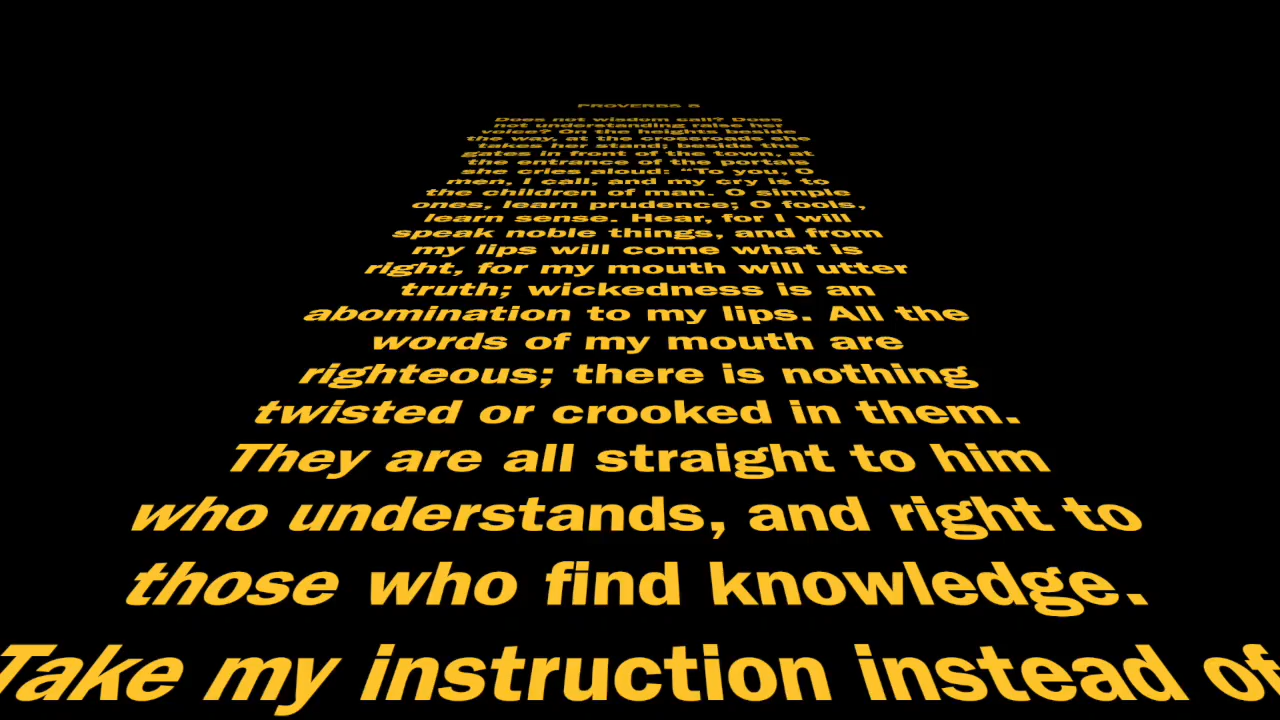 PROVERBS 8
Does not wisdom call? Does
not understanding raise her
voice? On the heights beside
the way, at the crossroads she
takes her stand; beside the
gates in front of the town, at
the entrance of the portals
she cries aloud: “To you, O
men, I call, and my cry is to
the children of man. O simple
ones, learn prudence; O fools,
learn sense. Hear, for I will
speak noble things, and from
my lips will come what is
right, for my mouth will utter
truth; wickedness is an
abomination to my lips. All the
words of my mouth are
righteous; there is nothing
twisted or crooked in them.
They are all straight to him
who understands, and right to
those who find knowledge.
Take my instruction instead of